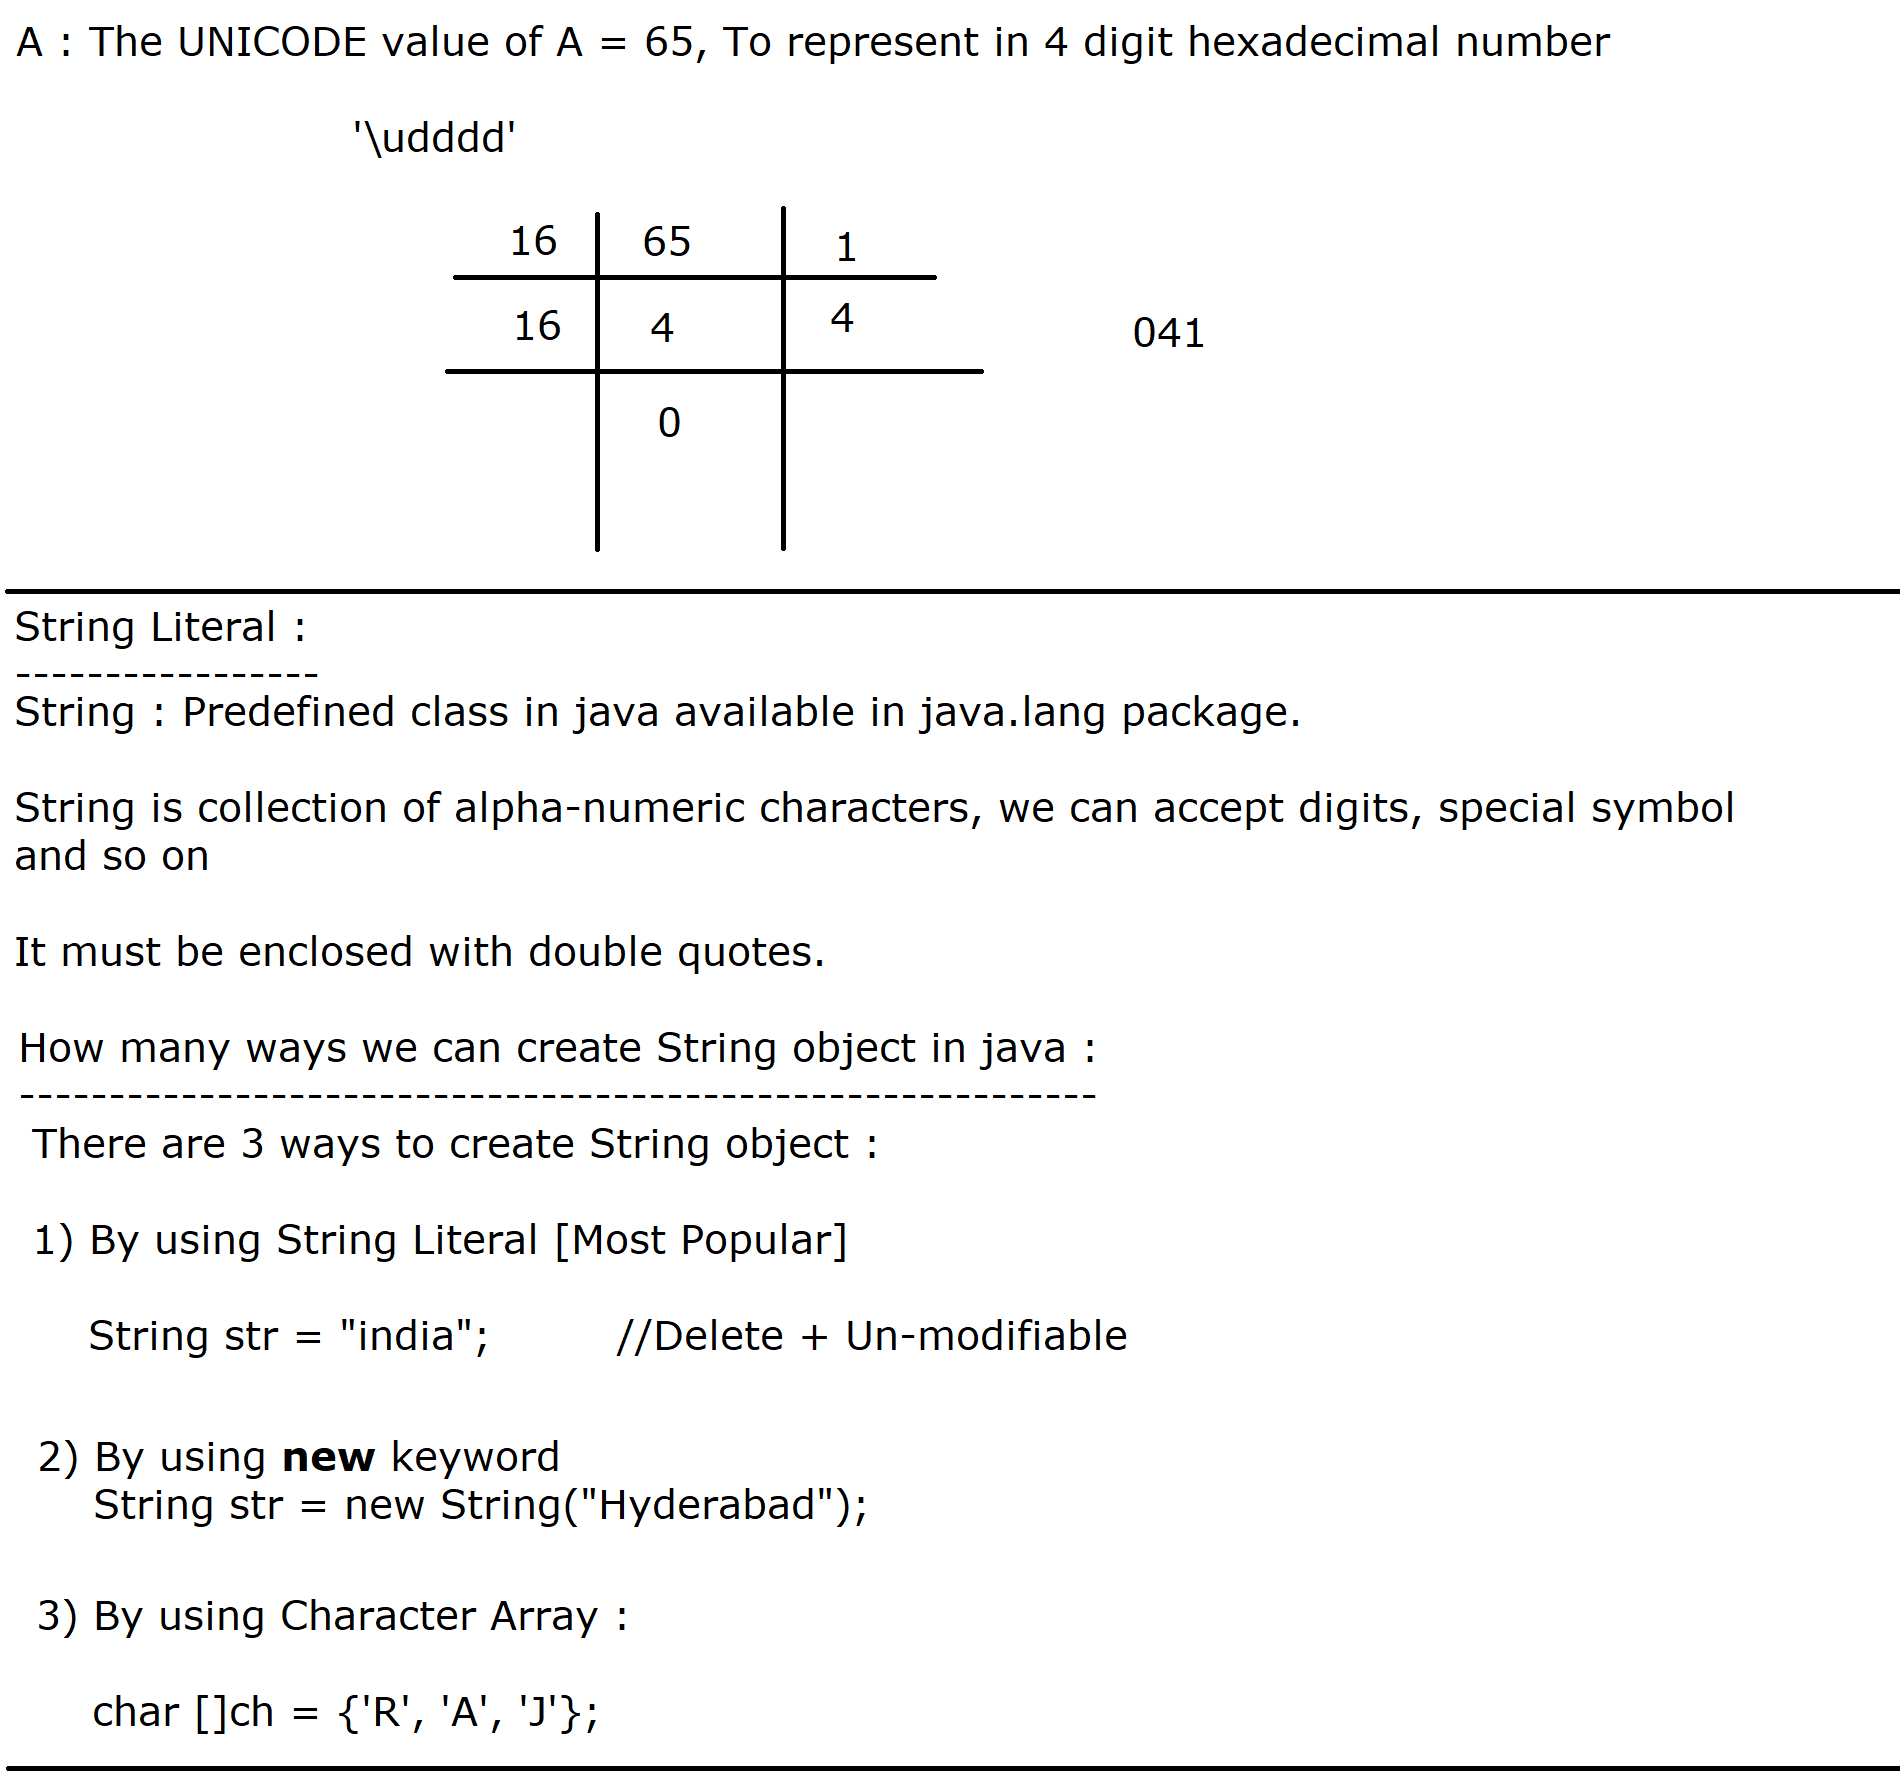 A : The UNICODE value of A = 65, To represent in 4 digit hexadecimal number
'\udddd'
16 65 1
16 4 4 041
0
String Literal :
-----------------
String : Predefined class in java available in java.lang package.
String is collection of alpha-numeric characters, we can accept digits, special symbol
and so on
It must be enclosed with double quotes.
How many ways we can create String object in java :
------------------------------------------------------------
There are 3 ways to create String object :
1) By using String Literal [Most Popular]
String str = "india"; //Delete + Un-modifiable
2) By using new keyword
String str = new String("Hyderabad");
3) By using Character Array :
char []ch = {'R', 'A', 'J'};